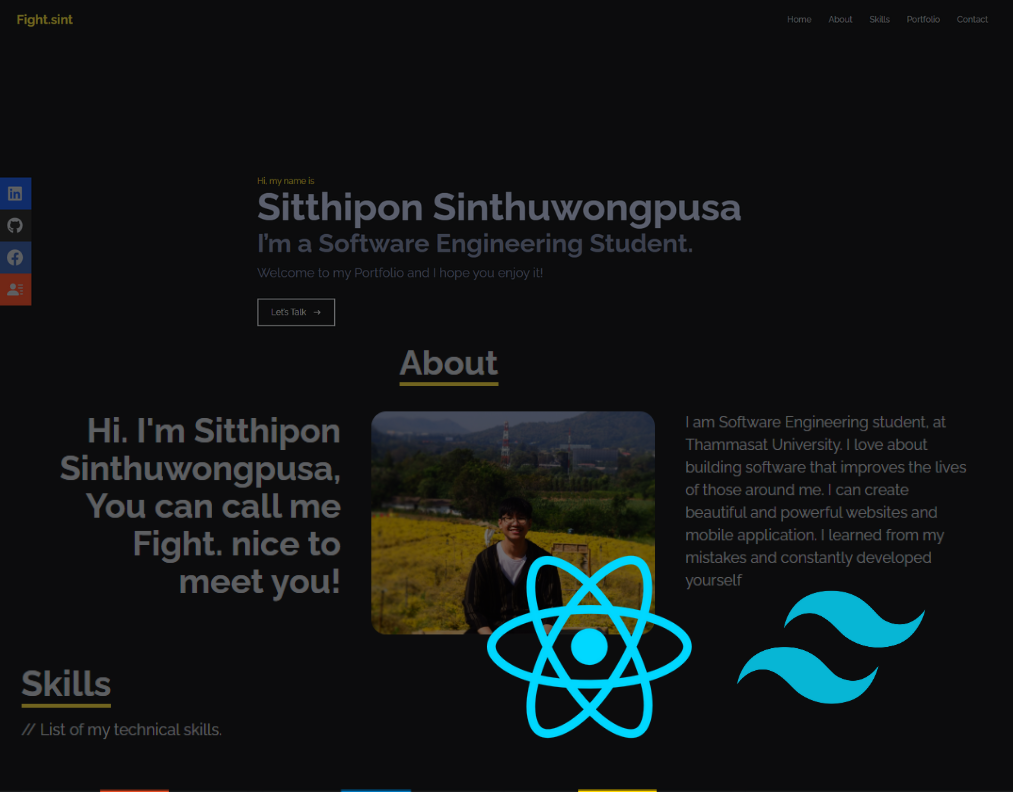 Fight.sint
Home About Skills Portfolio Contact
Hi, my name is
Sitthipon Sinthuwongpusa
I'm a Software Engineering Student.
Welcome to my Portfolio and I hope you enjoy it!
Let's Talk →
About
Hi. I'm Sitthipon
Sinthuwongpusa,
You can call me
Fight. nice to
meet you!
I am Software Engineering student, at
Thammasat University. I love about
building software that improves the lives
of those around me. I can create
beautiful and powerful websites and
mobile application. I learned from my
mistakes and constantly developed
yourself
Skills
// List of my technical skills.